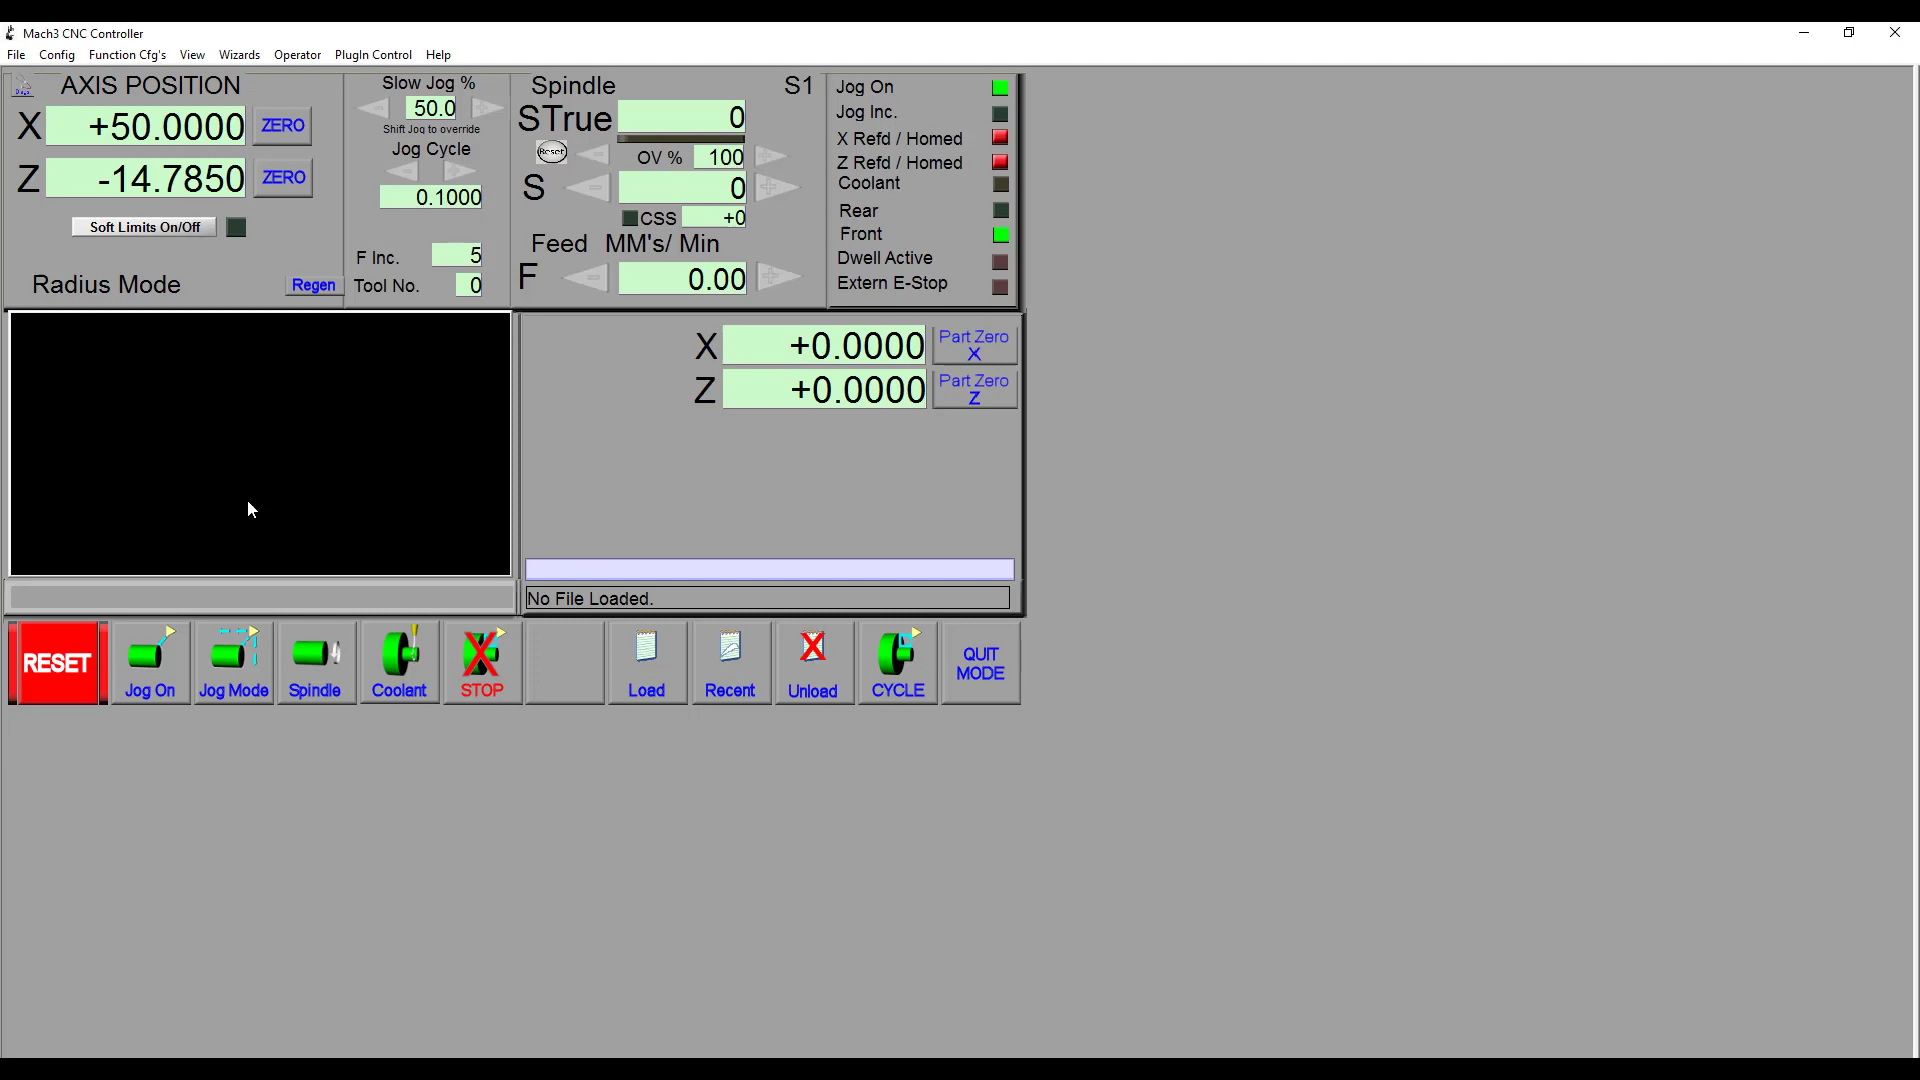 Mach3 CNC Controller
File Config Function Cfg's View Wizards Operator PlugIn Control Help
AXIS POSITION
X +50.0000 ZERO
Z -14.7850 ZERO
Soft Limits On/Off
Radius Mode Regen
Slow Jog %
50.0
Shift Jog to override
Jog Cycle
0.1000
F Inc. 5
Tool No. 0
Spindle S1
STrue 0
Reset OV % 100
S 0
CSS +0
Feed MM's/ Min
F 0.00
Jog On
Jog Inc.
X Refd / Homed
Z Refd / Homed
Coolant
Rear
Front
Dwell Active
Extern E-Stop
X +0.0000 Part Zero X
Z +0.0000 Part Zero Z
No File Loaded.
RESET
Jog On
Jog Mode
Spindle
Coolant
STOP
Load
Recent
Unload
CYCLE
QUIT
MODE